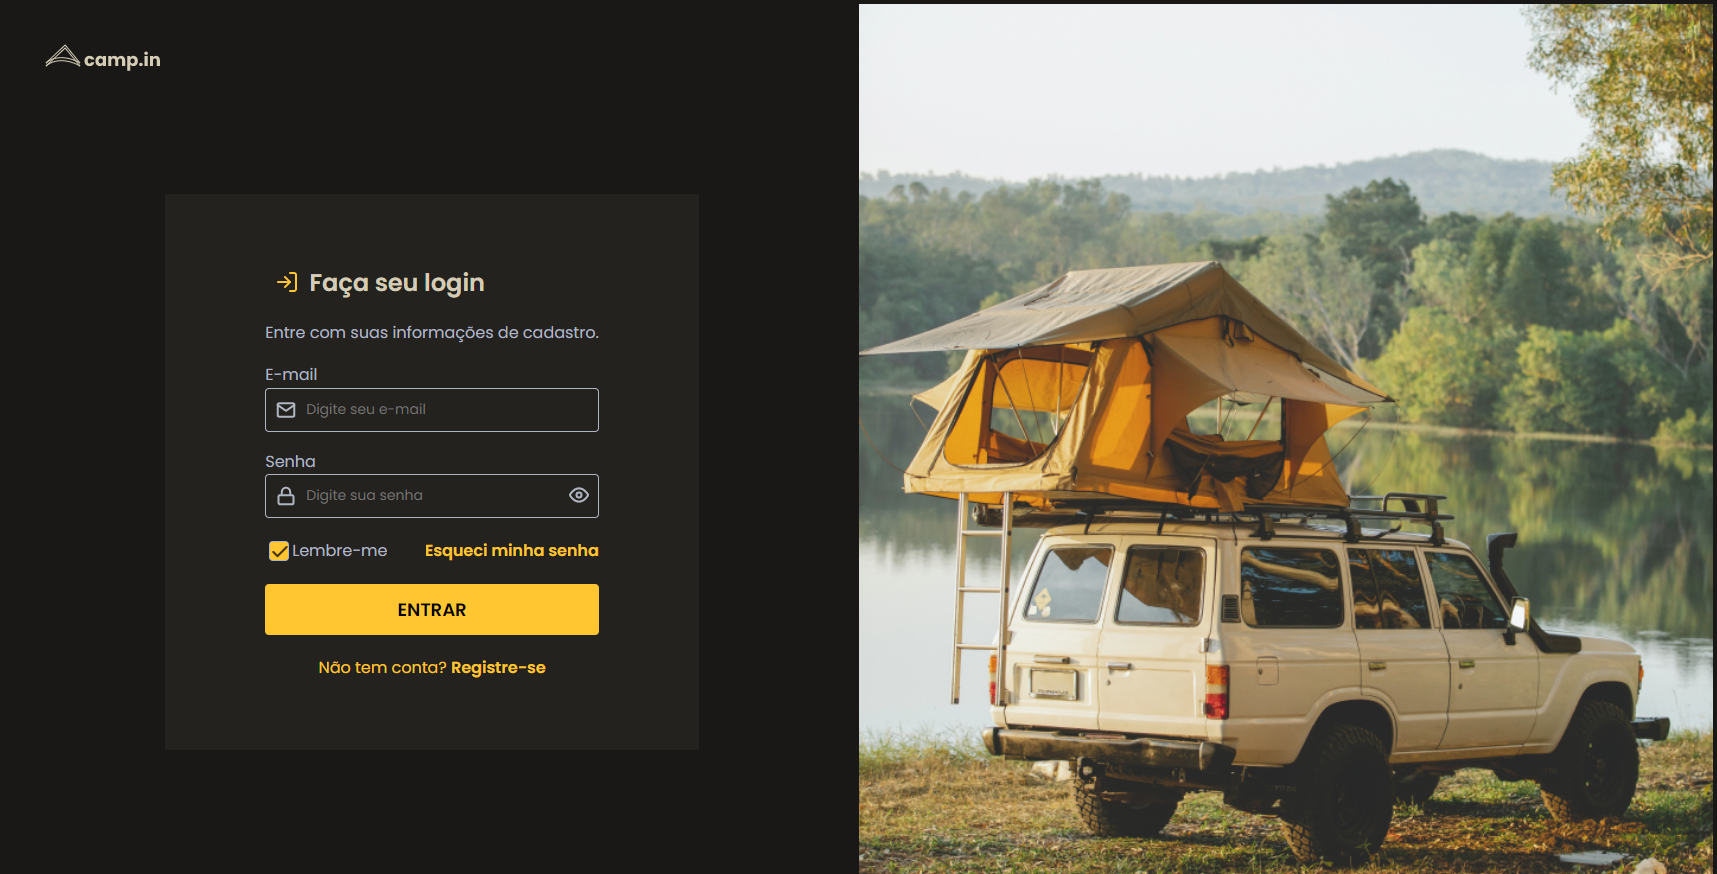 camp.in
Faça seu login
Entre com suas informações de cadastro.
E-mail
Digite seu e-mail
Senha
Digite sua senha
Lembre-me Esqueci minha senha
ENTRAR
Não tem conta? Registre-se